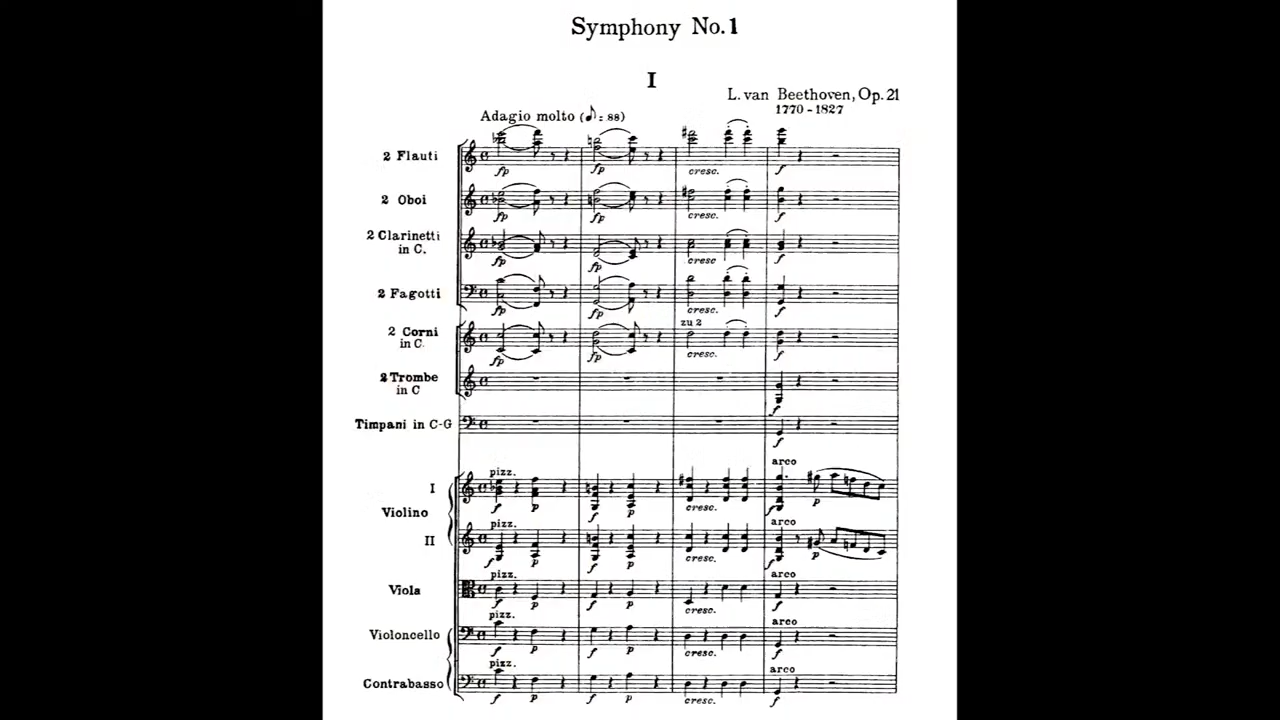 Symphony No.1
I
L. van Beethoven, Op. 21
1770 - 1827
Adagio molto (♪ = 88)
2 Flauti
fp fp cresc. f
2 Oboi
fp fp cresc. f
2 Clarinetti
in C.
fp fp cresc f
2 Fagotti
fp fp cresc. f
zu 2
2 Corni
in C.
fp fp cresc. f
2 Trombe
in C
f
Timpani in C-G
f
pizz. arco
I
f p f p cresc. f p
Violino
pizz. arco
II
f p f p cresc. f p
pizz. arco
Viola
f p f p cresc. f
pizz. arco
Violoncello
f p f p cresc. f
pizz. arco
Contrabasso
f p f p cresc. f